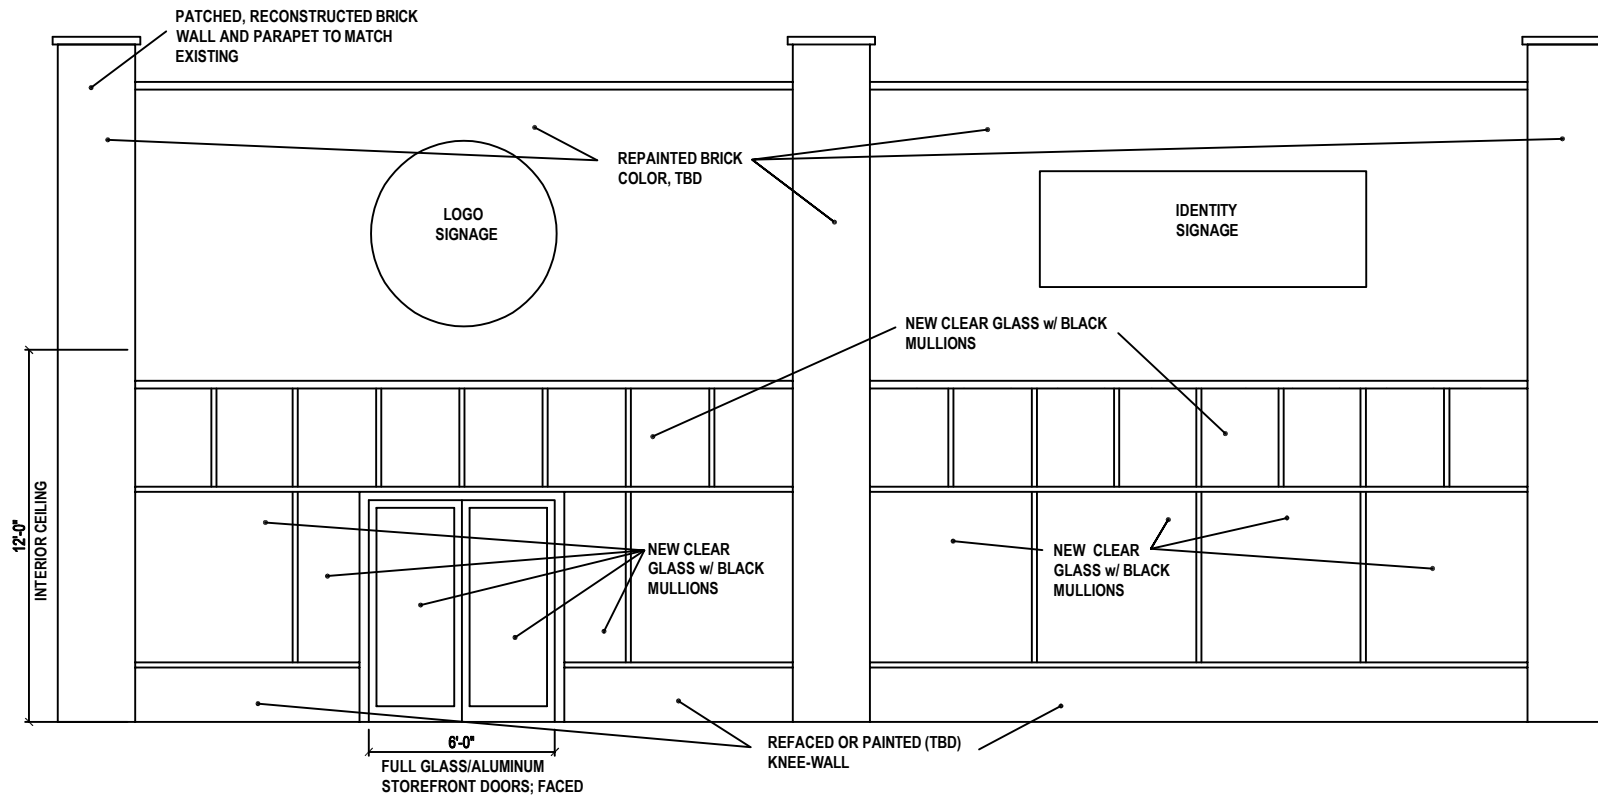 PATCHED, RECONSTRUCTED BRICK
WALL AND PARAPET TO MATCH
EXISTING
REPAINTED BRICK
COLOR, TBD
LOGO
SIGNAGE
IDENTITY
SIGNAGE
NEW CLEAR GLASS w/ BLACK
MULLIONS
12'-0"
INTERIOR CEILING
NEW CLEAR
GLASS w/ BLACK
MULLIONS
NEW CLEAR
GLASS w/ BLACK
MULLIONS
6'-0"
FULL GLASS/ALUMINUM
STOREFRONT DOORS; FACED
REFACED OR PAINTED (TBD)
KNEE-WALL